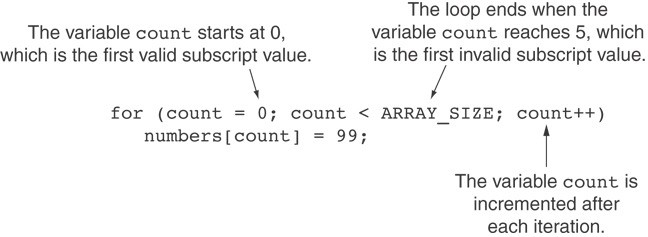 The variable count starts at 0,
which is the first valid subscript value.
The loop ends when the
variable count reaches 5, which
is the first invalid subscript value.
for (count = 0; count < ARRAY_SIZE; count++)
numbers[count] = 99;
The variable count is
incremented after
each iteration.